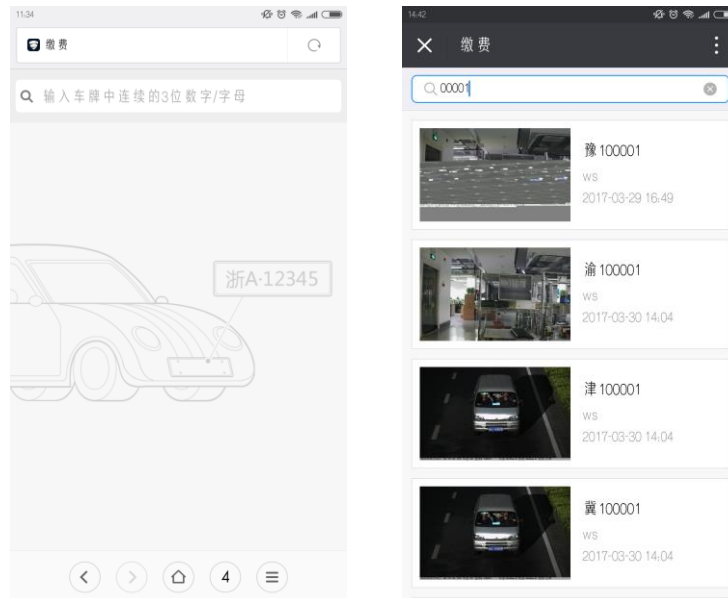 11:34
缴费
输入车牌中连续的3位数字/字母
浙A·12345
4
14:42
缴费
00001
豫100001
ws
2017-03-29 16:49
渝100001
ws
2017-03-30 14:04
津100001
ws
2017-03-30 14:04
冀100001
ws
2017-03-30 14:04